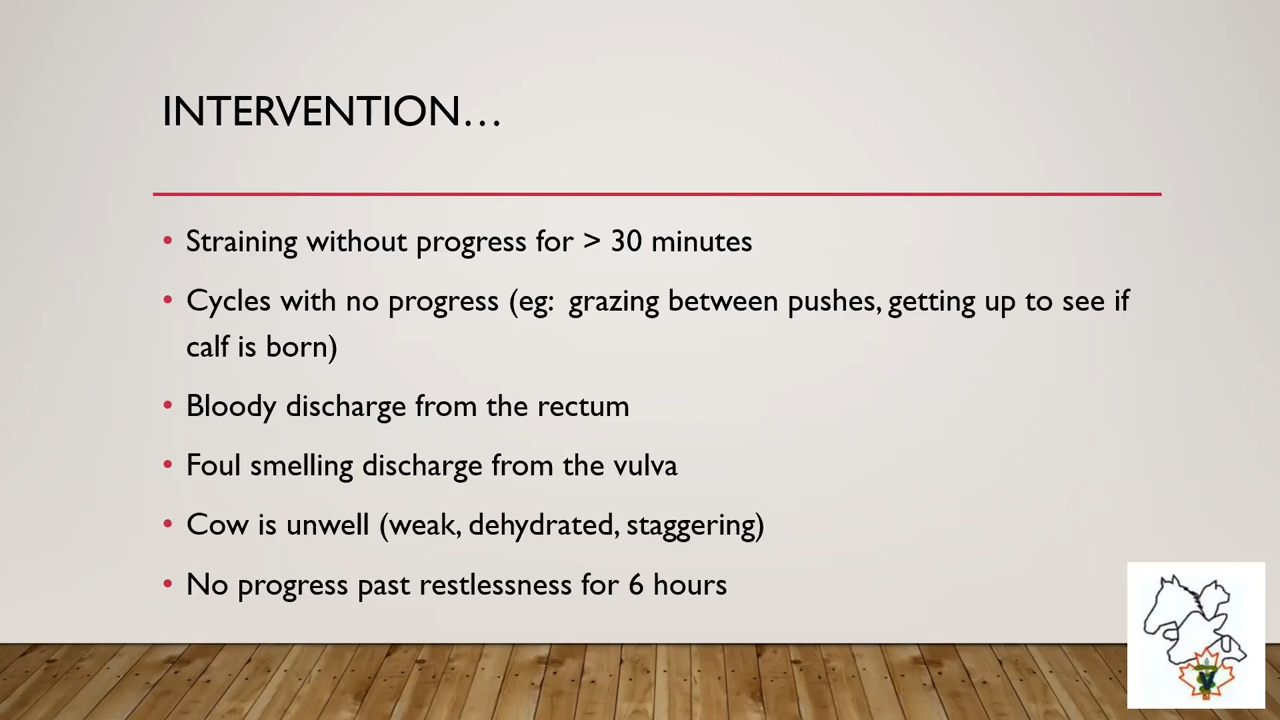 INTERVENTION…
• Straining without progress for > 30 minutes
• Cycles with no progress (eg:  grazing between pushes, getting up to see if
calf is born)
• Bloody discharge from the rectum
• Foul smelling discharge from the vulva
• Cow is unwell (weak, dehydrated, staggering)
• No progress past restlessness for 6 hours